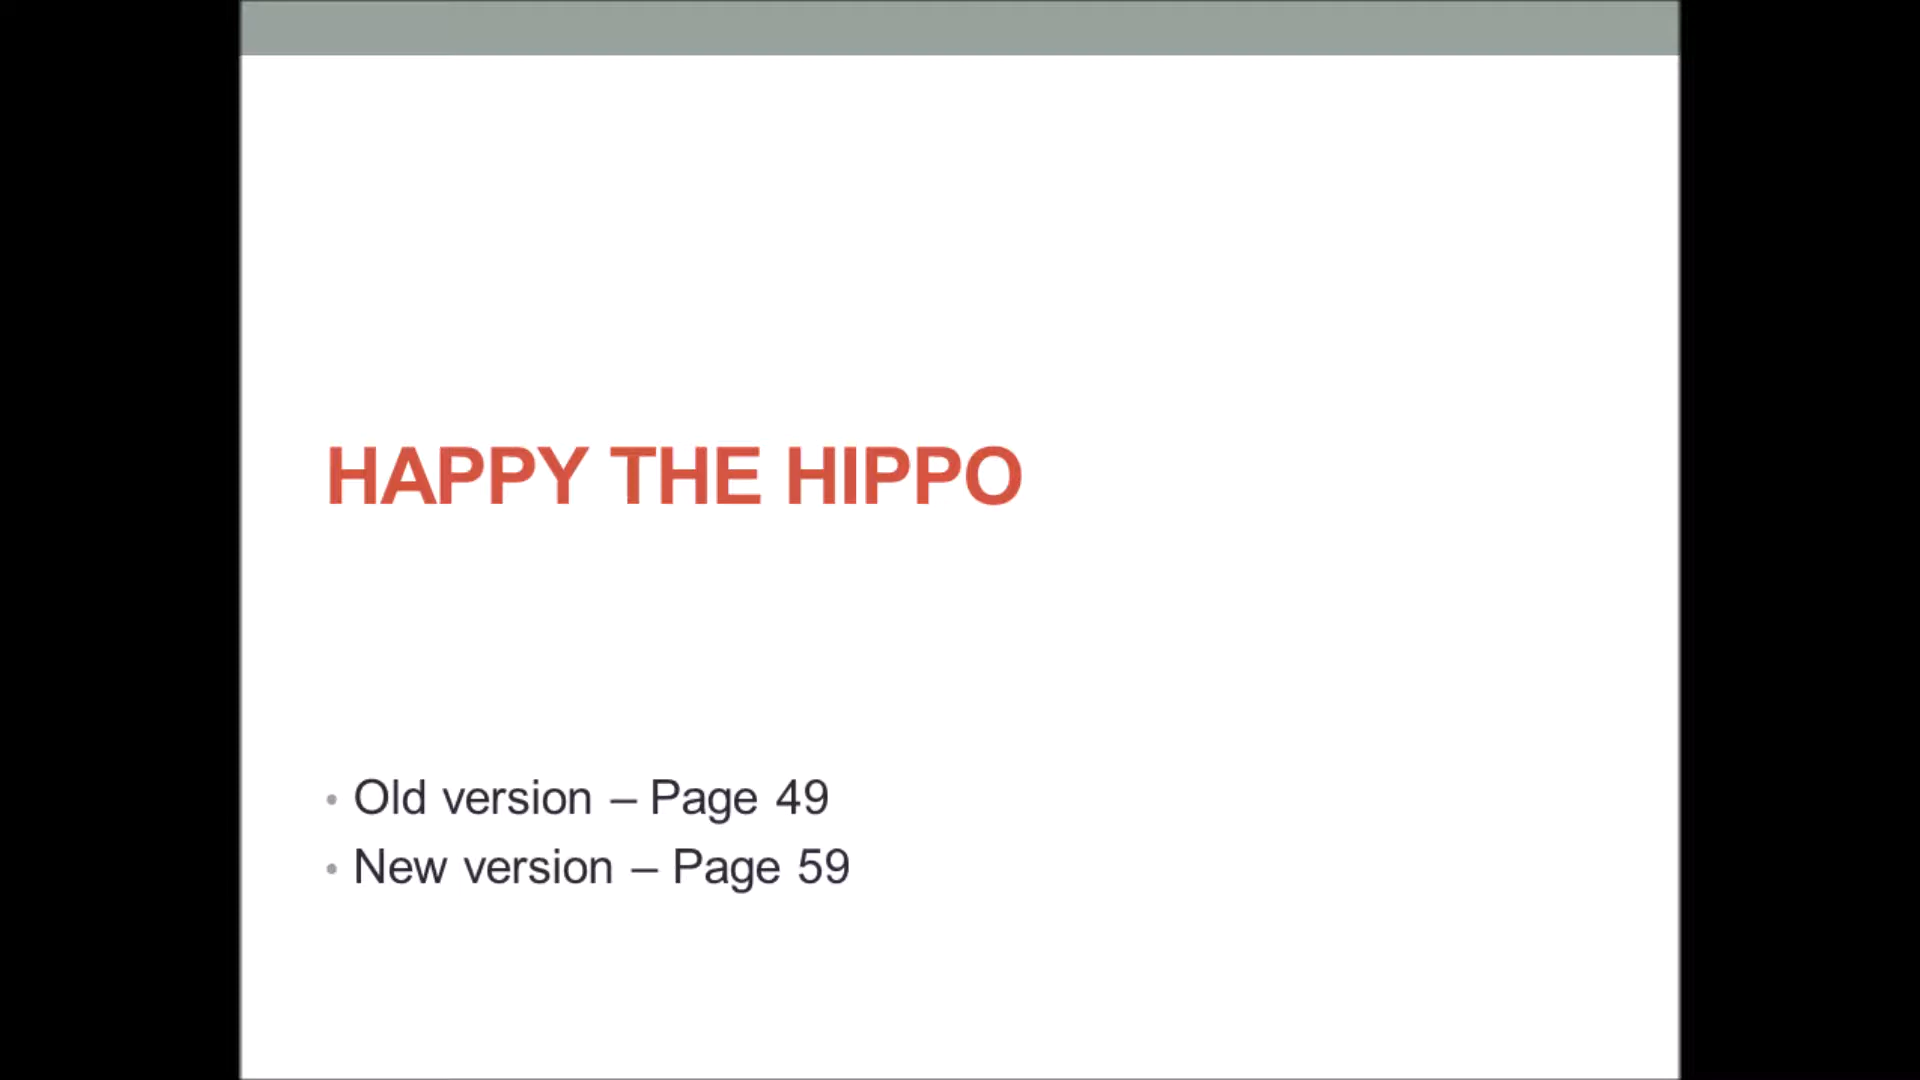 HAPPY THE HIPPO
• Old version – Page 49
• New version – Page 59